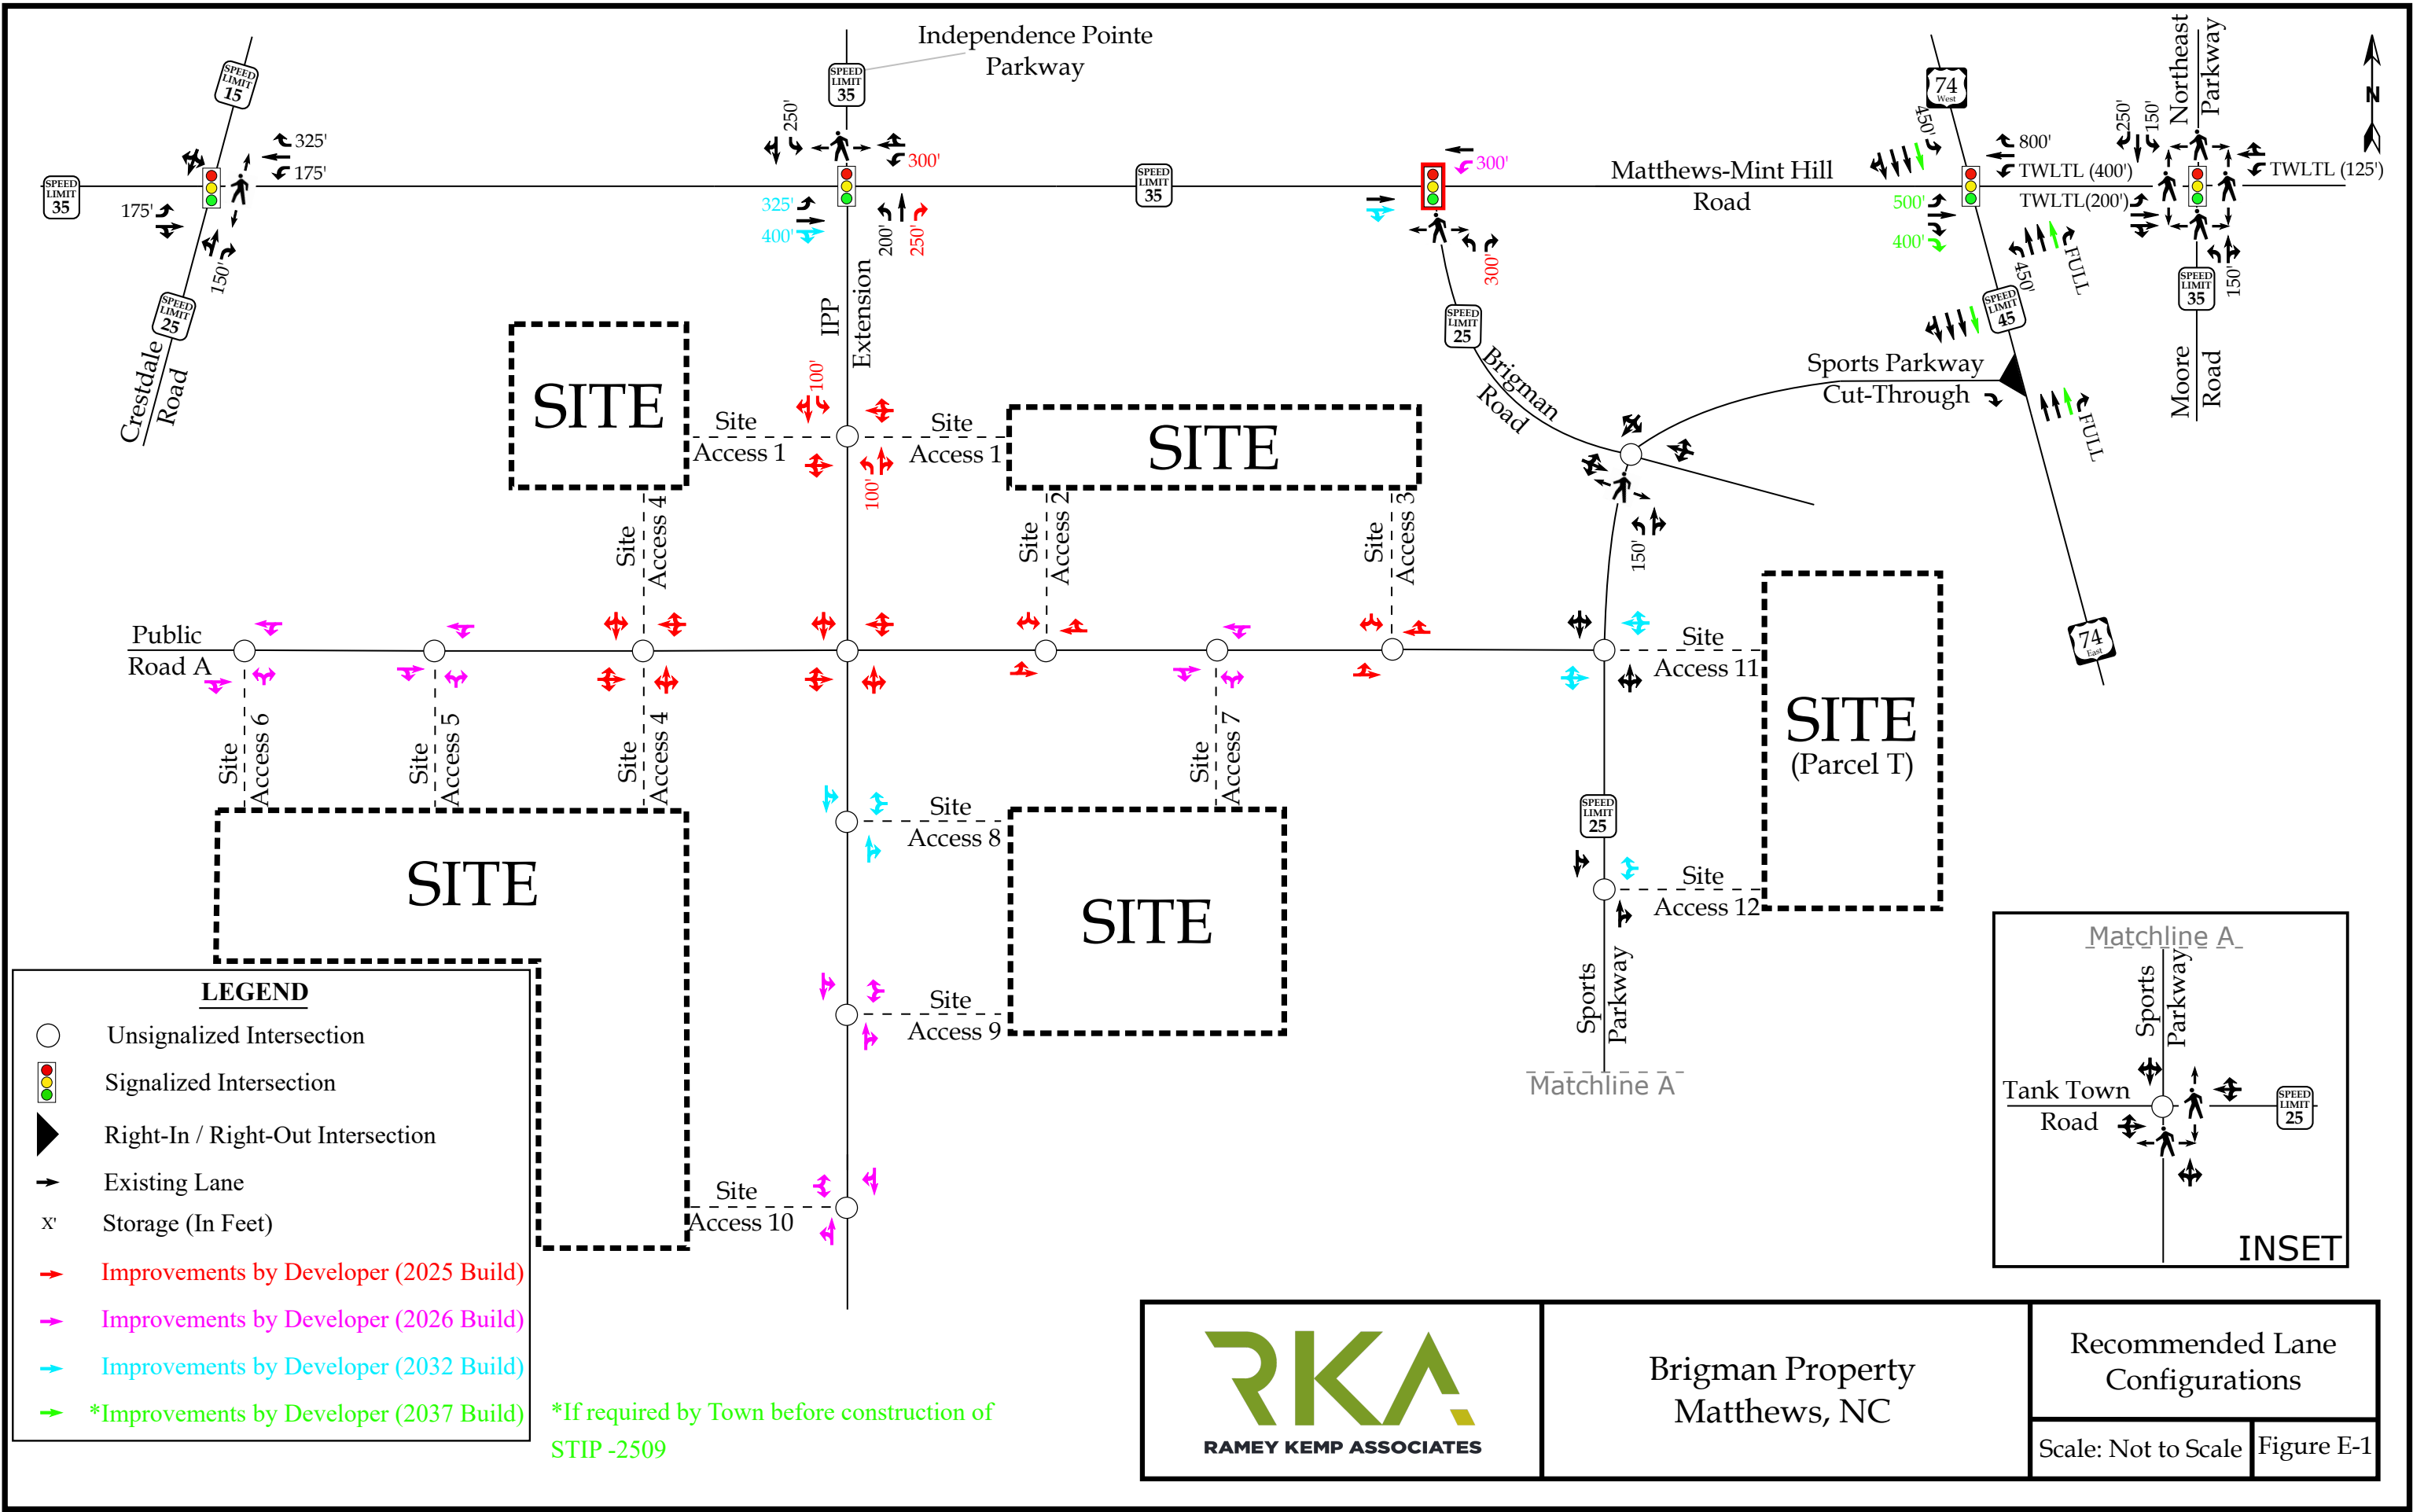 Independence Pointe
Parkway
SPEED
LIMIT
15
SPEED
LIMIT
35
74
West
Northeast
Parkway
N
325'
175'
250'
300'
300'
450'
800'
TWLTL (400')
250'
150'
TWLTL (125')
SPEED
LIMIT
35
175'
150'
325'
400'
200'
250'
SPEED
LIMIT
35
Matthews-Mint Hill
Road
500'
400'
TWLTL(200')
300'
450'
FULL
150'
SPEED
LIMIT
35
SPEED
LIMIT
25
Crestdale
Road
IPP
Extension
SPEED
LIMIT
25
Brigman
Road
SPEED
LIMIT
45
Sports Parkway
Cut-Through
FULL
Moore
Road
SITE
100'
Site
Access 1
Site
Access 1
100'
SITE
Site
Access 4
Site
Access 2
Site
Access 3
150'
Public
Road A
Site
Access 11
74
East
Site
Access 6
Site
Access 5
Site
Access 4
Site
Access 7
SITE
(Parcel T)
Site
Access 8
SPEED
LIMIT
25
SITE
SITE
Site
Access 12
Site
Access 9
Sports
Parkway
Matchline A
Site
Access 10
Matchline A
Sports
Parkway
Tank Town
Road
SPEED
LIMIT
25
INSET
LEGEND
Unsignalized Intersection
Signalized Intersection
Right-In / Right-Out Intersection
Existing Lane
X' Storage (In Feet)
Improvements by Developer (2025 Build)
Improvements by Developer (2026 Build)
Improvements by Developer (2032 Build)
*Improvements by Developer (2037 Build)
*If required by Town before construction of
STIP -2509
RKA
RAMEY KEMP ASSOCIATES
Brigman Property
Matthews, NC
Recommended Lane
Configurations
Scale: Not to Scale
Figure E-1